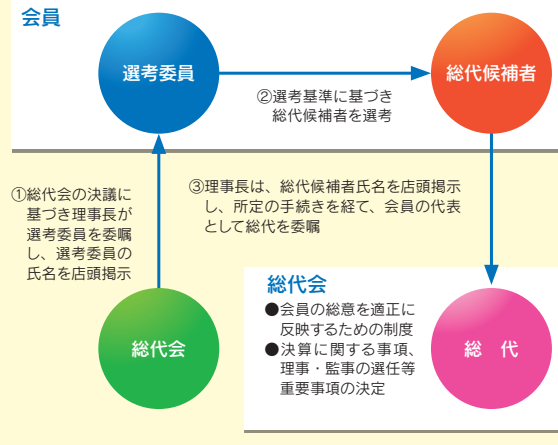 会員
選考委員
総代候補者
②選考基準に基づき
総代候補者を選考
①総代会の決議に
基づき理事長が
選考委員を委嘱
し、選考委員の
氏名を店頭掲示
③理事長は、総代候補者氏名を店頭掲示
し、所定の手続きを経て、会員の代表
として総代を委嘱
総代会
総代会
●会員の総意を適正に
反映するための制度
●決算に関する事項、
理事・監事の選任等
重要事項の決定
総　代